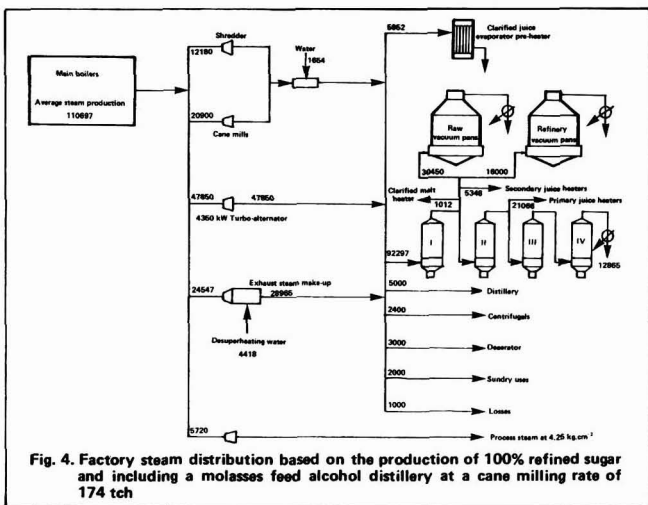 Main boilers
Average steam production
110697
Shredder
12180
Water
1654
20900
Cane mills
47650
47650
4350 kW Turbo-alternator
24547
Exhaust steam make-up
28965
Desuperheating water
4418
5720
Process steam at 4.25 kg.cm⁻²
5852
Clarified juice
evaporator pre-heater
Raw
vacuum pans
Refinery
vacuum pans
30450
16000
Clarified melt
heater
1012
5348
Secondary juice heaters
21066
Primary juice heaters
I
II
III
IV
92297
12865
5000
Distillery
2400
Centrifugals
3000
Deaerator
2000
Sundry uses
1000
Losses
Fig. 4. Factory steam distribution based on the production of 100% refined sugar
and including a molasses feed alcohol distillery at a cane milling rate of
174 tch